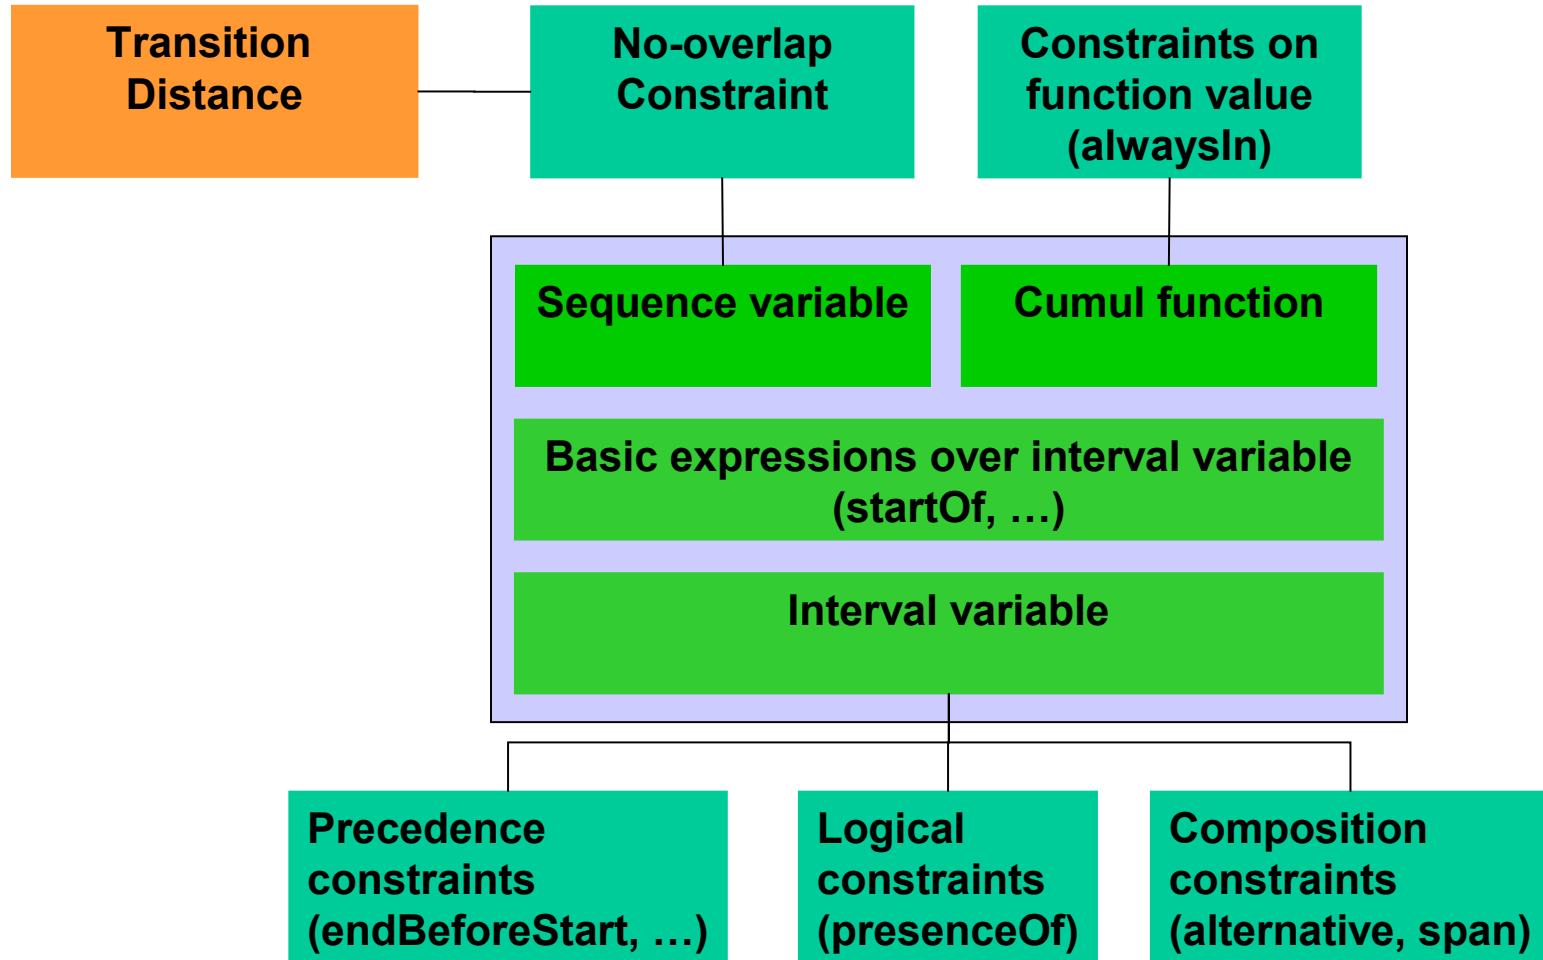 Transition
Distance
No-overlap
Constraint
Constraints on
function value
(alwaysIn)
Sequence variable
Cumul function
Basic expressions over interval variable
(startOf, …)
Interval variable
Precedence
constraints
(endBeforeStart, …)
Logical
constraints
(presenceOf)
Composition
constraints
(alternative, span)